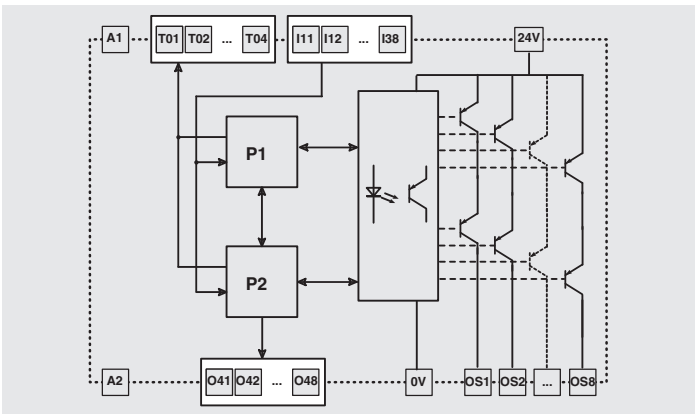 A1 T01 T02 ... T04 I11 I12 ... I38 24V
P1
P2
A2 O41 O42 ... O48 0V OS1 OS2 ... OS8